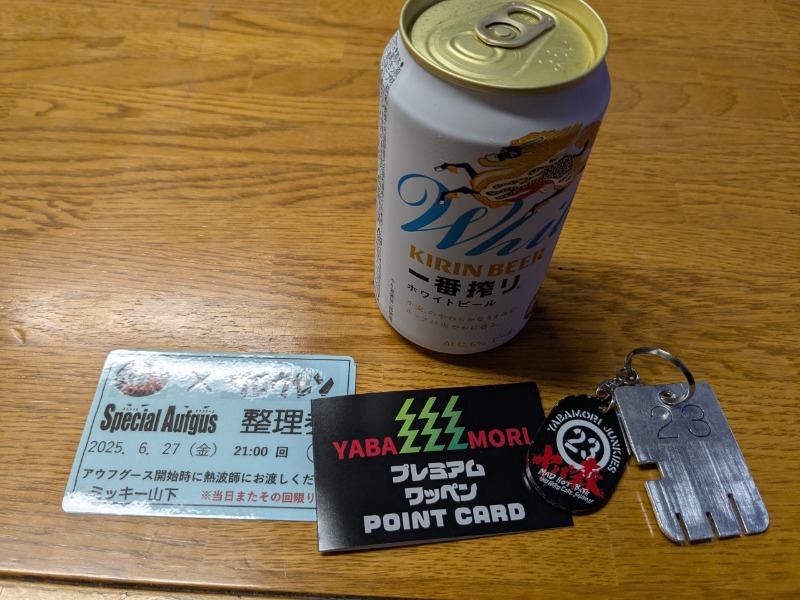 White
KIRIN BEER
一番搾り
ホワイトビール
×
Special Aufgus
整理券
2025. 6. 27 (金) 21:00 回
アウフグース開始時に熱波師にお渡しくだ
ミッキー山下
※当日またその回限り
YABA
MORI
プレミアム
ワッペン
POINT CARD
YABAMORI JUNKIES
23
MAD HOT
23